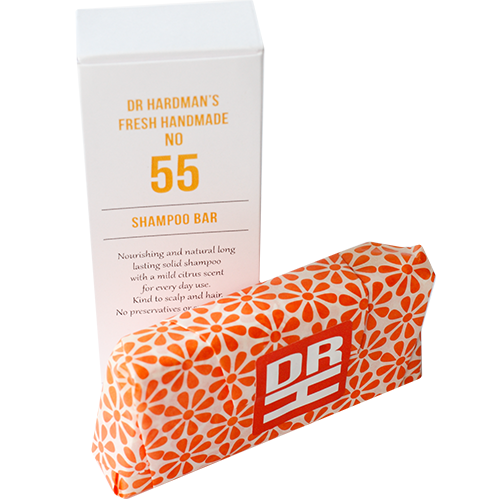 DR HARDMAN'S
FRESH HANDMADE
NO
55
SHAMPOO BAR
Nourishing and natural long
lasting solid shampoo
with a mild citrus scent
for every day use.
Kind to scalp and hair.
No preservatives or
DR
H